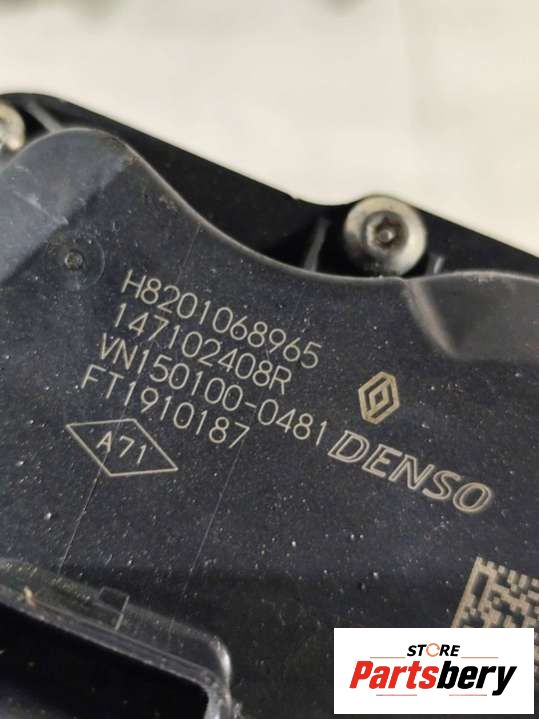 H8201068965
147102408R
VN150100-0481
FT1910187
A71
DENSO
STORE
Partsbery